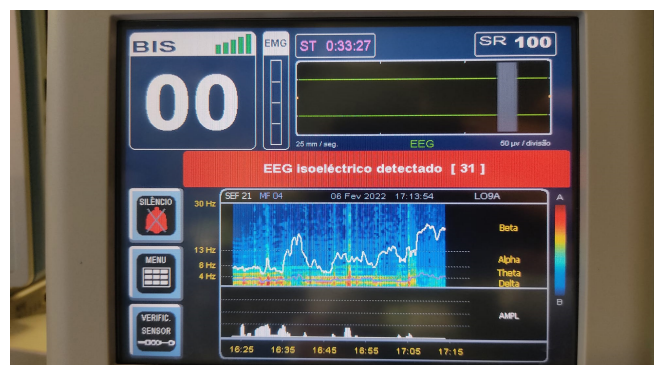 BIS
EMG
ST 0:33:27
SR 100
00
25 mm / seg.
EEG
50 µv / divisão
EEG isoeléctrico detectado [ 31 ]
SILÊNCIO
MENU
VERIFIC.
SENSOR
SEF 21 MF 04 06 Fev 2022 17:13:54 LO9A
30 Hz
13 Hz
8 Hz
4 Hz
Beta
Alpha
Theta
Delta
AMPL
A
B
16:25 16:35 16:45 16:55 17:05 17:15